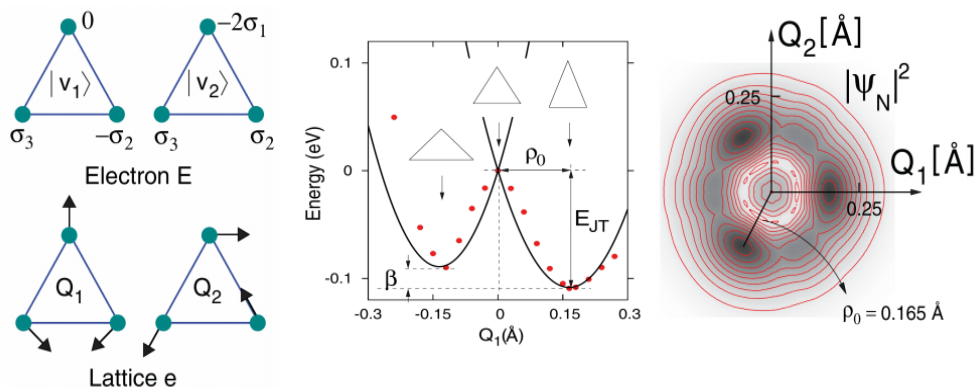 0
|v₁⟩
σ₃
−σ₂
−2σ₁
|v₂⟩
σ₃
σ₂
Electron E
Q₁
Q₂
Lattice e
Energy (eV)
0.1
0
-0.1
ρ₀
E_JT
β
-0.3
-0.15
0
0.15
0.3
Q₁(Å)
Q₂[Å]
|ψ_N|²
0.25
Q₁[Å]
0.25
ρ₀ = 0.165 Å